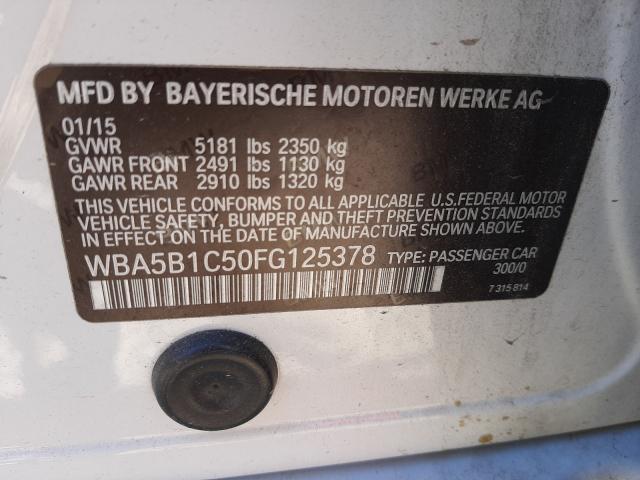 MFD BY BAYERISCHE MOTOREN WERKE AG
01/15
GVWR 5181 lbs 2350 kg
GAWR FRONT 2491 lbs 1130 kg
GAWR REAR 2910 lbs 1320 kg
THIS VEHICLE CONFORMS TO ALL APPLICABLE U.S.FEDERAL MOTOR
VEHICLE SAFETY, BUMPER AND THEFT PREVENTION STANDARDS
IN EFFECT ON THE DATE OF MANUFACTURE SHOWN ABOVE.
WBA5B1C50FG125378 TYPE: PASSENGER CAR
300/0
7 315 814